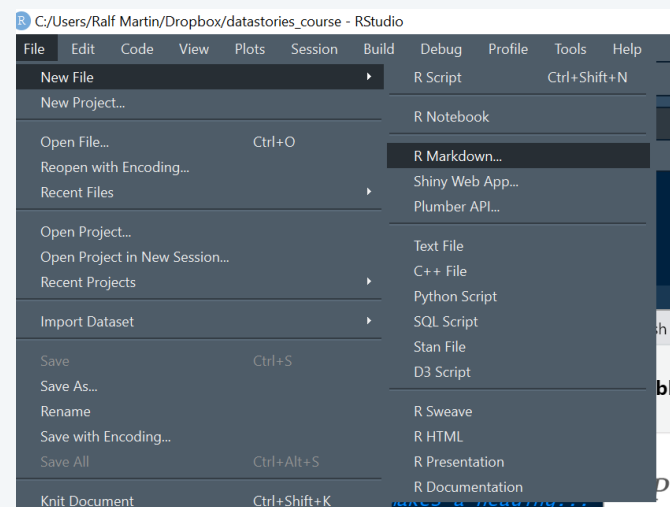 R C:/Users/Ralf Martin/Dropbox/datastories_course - RStudio
File Edit Code View Plots Session Build Debug Profile Tools Help
New File
New Project...
Open File... Ctrl+O
Reopen with Encoding...
Recent Files
Open Project...
Open Project in New Session...
Recent Projects
Import Dataset
Save Ctrl+S
Save As...
Rename
Save with Encoding...
Save All Ctrl+Alt+S
Knit Document Ctrl+Shift+K
R Script Ctrl+Shift+N
R Notebook
R Markdown...
Shiny Web App...
Plumber API...
Text File
C++ File
Python Script
SQL Script
Stan File
D3 Script
R Sweave
R HTML
R Presentation
R Documentation